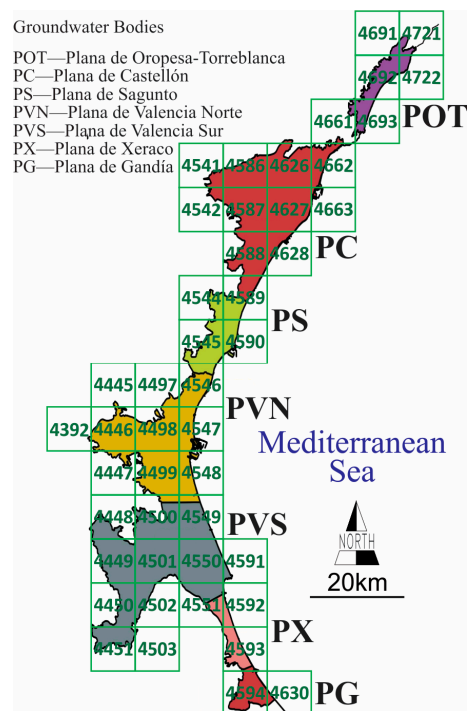 Groundwater Bodies
POT—Plana de Oropesa-Torreblanca
PC—Plana de Castellón
PS—Plana de Sagunto
PVN—Plana de Valencia Norte
PVS—Plana de Valencia Sur
PX—Plana de Xeraco
PG—Plana de Gandía
4691 4721
4692 4722
4661 4693 POT
4541 4586 4626 4662
4542 4587 4627 4663
4588 4628 PC
4544 4589
PS
4545 4590
4445 4497 4546
PVN
4392 4446 4498 4547
Mediterranean
Sea
4447 4499 4548
4448 4500 4549 PVS
NORTH
4449 4501 4550 4591
20km
4450 4502 4551 4592
PX
4451 4503 4593
4594 4630 PG